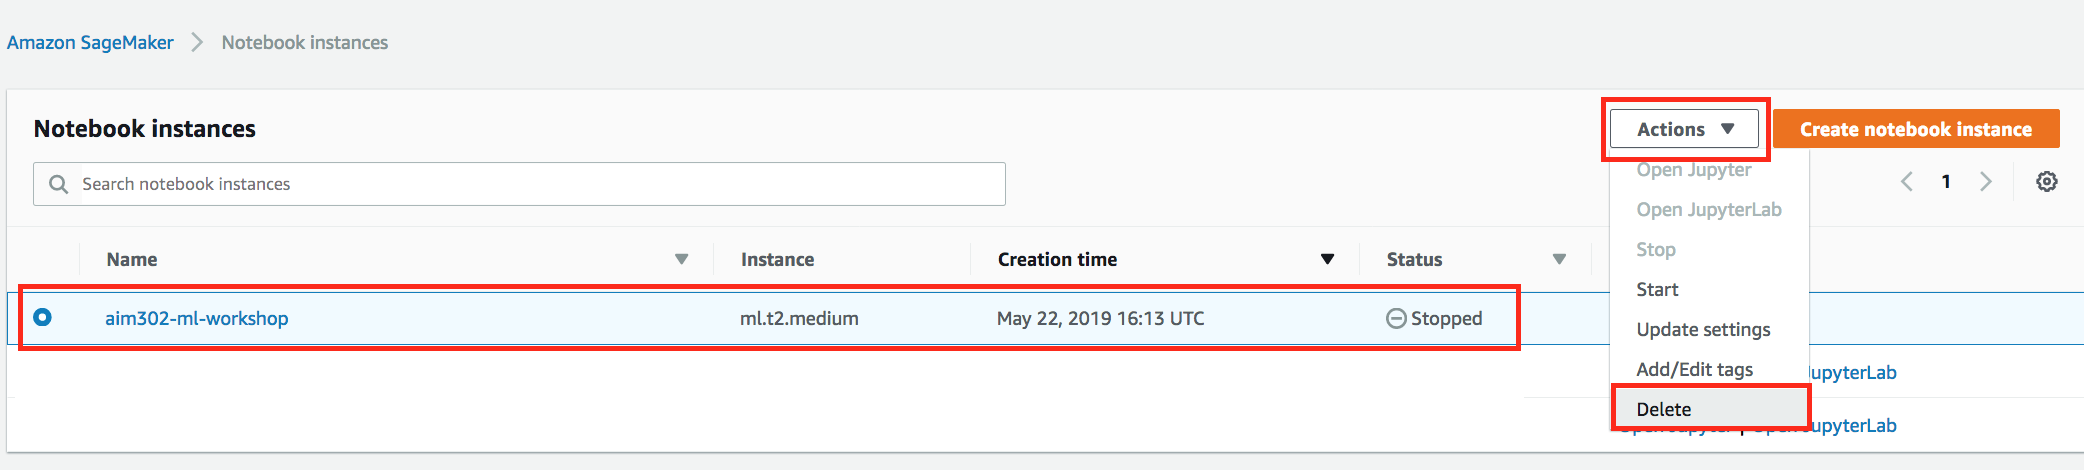 Amazon SageMaker > Notebook instances
Notebook instances
Actions
Create notebook instance
Search notebook instances
1
Open Jupyter
Open JupyterLab
Stop
Start
Update settings
Add/Edit tags
Delete
Name Instance Creation time Status
aim302-ml-workshop ml.t2.medium May 22, 2019 16:13 UTC Stopped
JupyterLab
JupyterLab